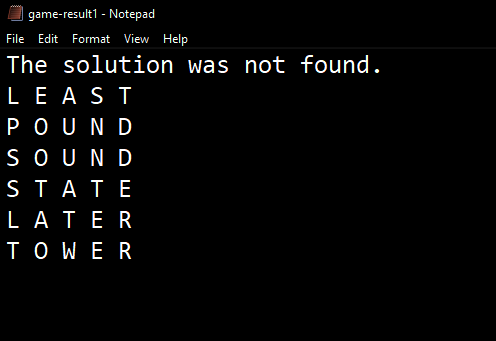 game-result1 - Notepad
File Edit Format View Help
The solution was not found.
L E A S T
P O U N D
S O U N D
S T A T E
L A T E R
T O W E R